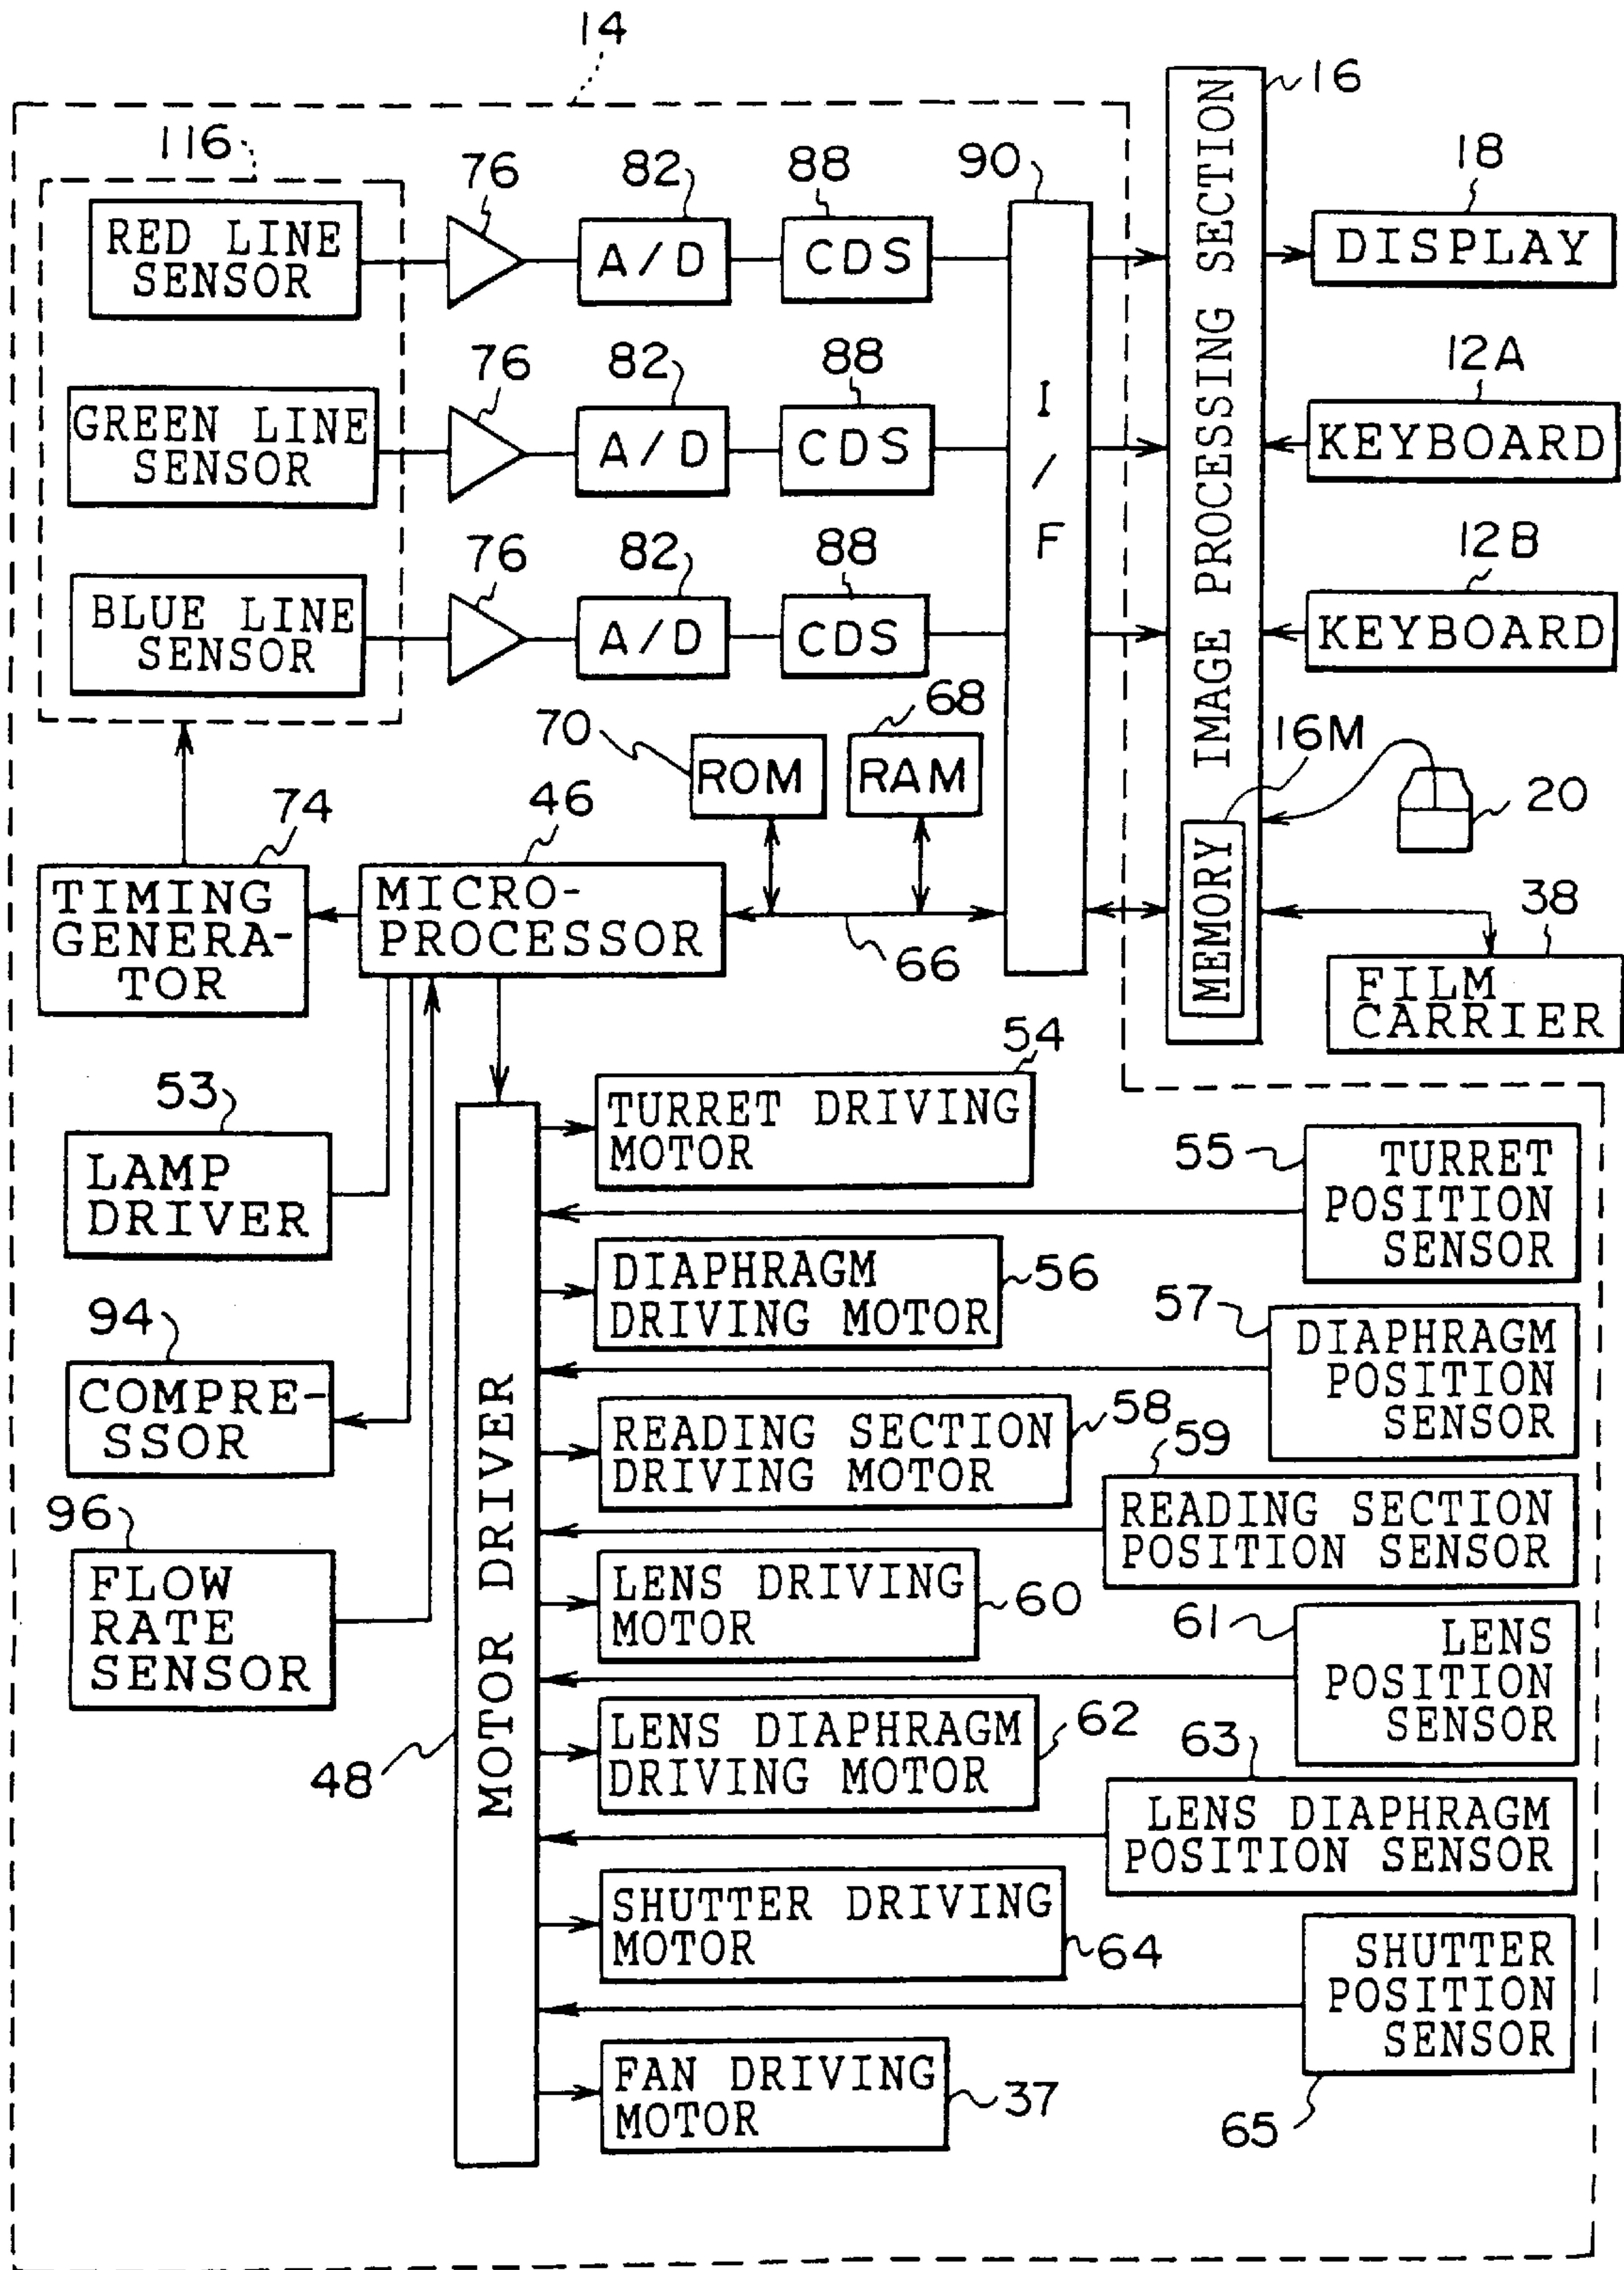 14
16
116
76
82
88
90
18
RED LINE
SENSOR
A/D
CDS
DISPLAY
76
82
88
12A
GREEN LINE
SENSOR
A/D
CDS
I
/
F
IMAGE PROCESSING SECTION
KEYBOARD
76
82
88
12B
BLUE LINE
SENSOR
A/D
CDS
KEYBOARD
70
68
16M
ROM
RAM
20
74
46
TIMING
GENERA-
TOR
MICRO-
PROCESSOR
66
MEMORY
38
FILM
CARRIER
54
53
TURRET DRIVING
MOTOR
55
TURRET
POSITION
SENSOR
LAMP
DRIVER
DIAPHRAGM
DRIVING MOTOR
56
57
DIAPHRAGM
POSITION
SENSOR
94
COMPRE-
SSOR
READING SECTION
DRIVING MOTOR
58
59
READING SECTION
POSITION SENSOR
96
FLOW
RATE
SENSOR
LENS DRIVING
MOTOR
60
61
LENS
POSITION
SENSOR
48
MOTOR DRIVER
LENS DIAPHRAGM
DRIVING MOTOR
62
63
LENS DIAPHRAGM
POSITION SENSOR
SHUTTER DRIVING
MOTOR
64
SHUTTER
POSITION
SENSOR
65
FAN DRIVING
MOTOR
37